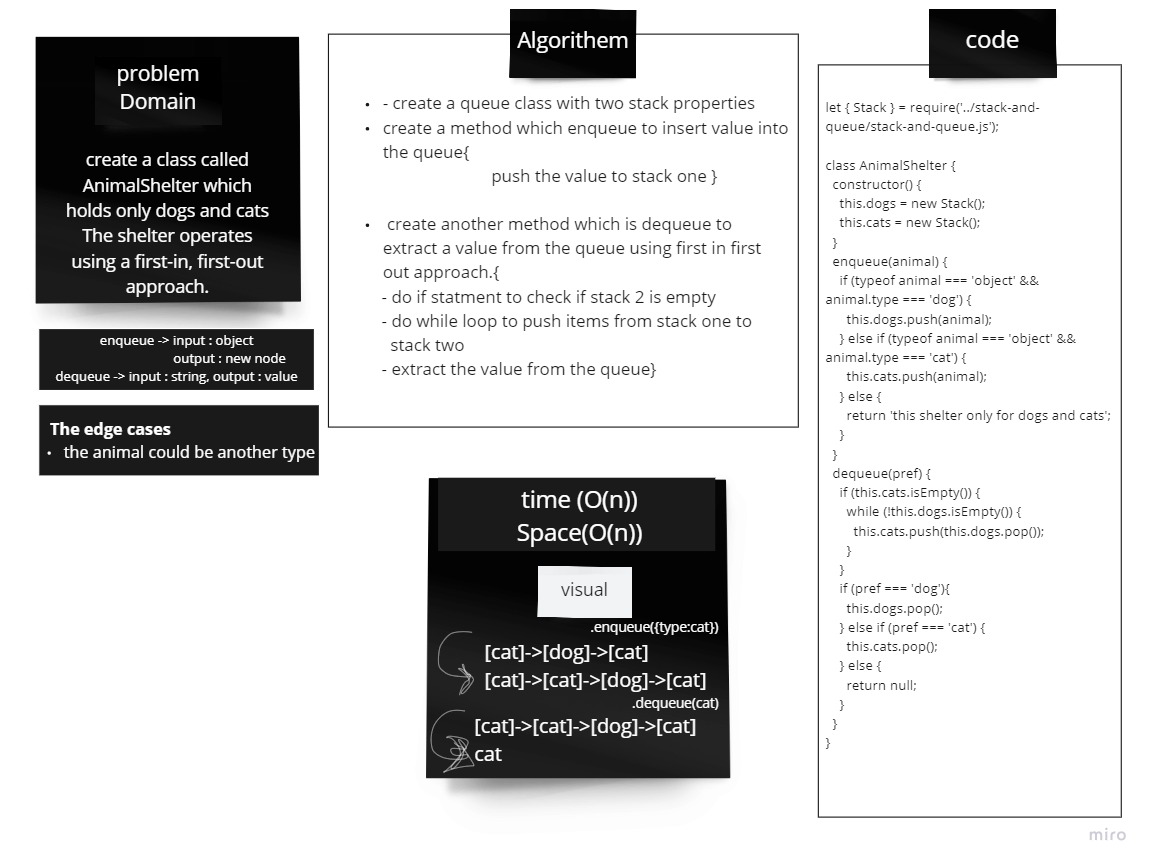 problem
Domain
create a class called
AnimalShelter which
holds only dogs and cats
The shelter operates
using a first-in, first-out
approach.
enqueue -> input : object
output : new node
dequeue -> input : string, output : value
The edge cases
• the animal could be another type
Algorithem
• - create a queue class with two stack properties
• create a method which enqueue to insert value into
the queue{
push the value to stack one }
• create another method which is dequeue to
extract a value from the queue using first in first
out approach.{
- do if statment to check if stack 2 is empty
- do while loop to push items from stack one to
stack two
- extract the value from the queue}
time (O(n))
Space(O(n))
visual
.enqueue({type:cat})
[cat]->[dog]->[cat]
[cat]->[cat]->[dog]->[cat]
.dequeue(cat)
[cat]->[cat]->[dog]->[cat]
cat
code
let { Stack } = require('../stack-and-
queue/stack-and-queue.js');
class AnimalShelter {
constructor() {
this.dogs = new Stack();
this.cats = new Stack();
}
enqueue(animal) {
if (typeof animal === 'object' &&
animal.type === 'dog') {
this.dogs.push(animal);
} else if (typeof animal === 'object' &&
animal.type === 'cat') {
this.cats.push(animal);
} else {
return 'this shelter only for dogs and cats';
}
}
dequeue(pref) {
if (this.cats.isEmpty()) {
while (!this.dogs.isEmpty()) {
this.cats.push(this.dogs.pop());
}
}
if (pref === 'dog'){
this.dogs.pop();
} else if (pref === 'cat') {
this.cats.pop();
} else {
return null;
}
}
}
miro